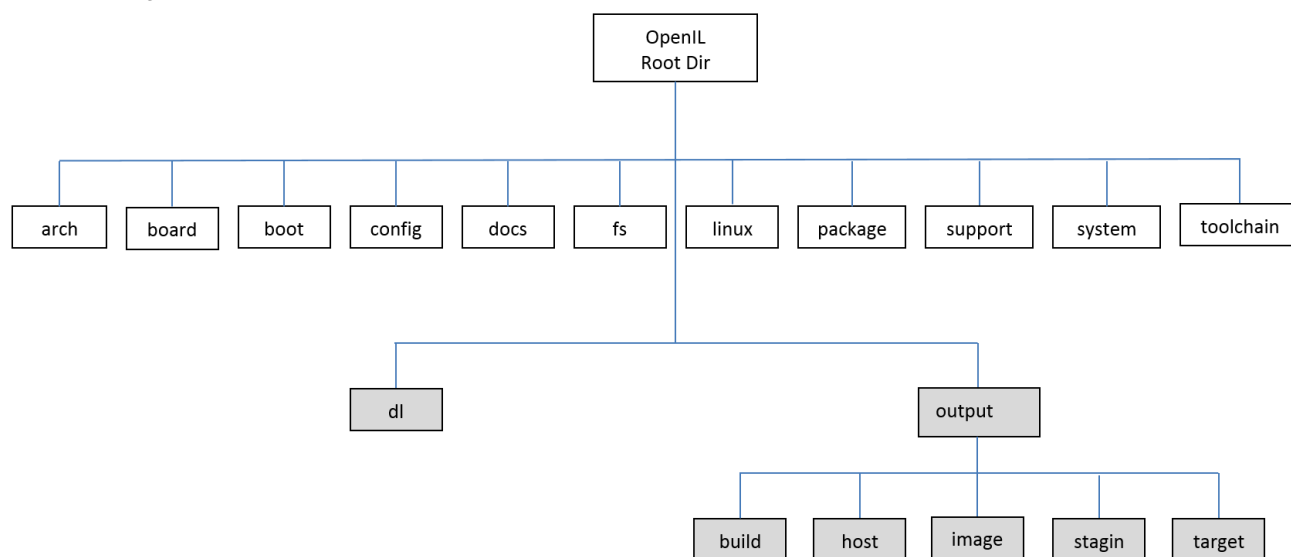 OpenIL
Root Dir
arch
board
boot
config
docs
fs
linux
package
support
system
toolchain
dl
output
build
host
image
stagin
target